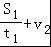 S₁/t₁ + v₂